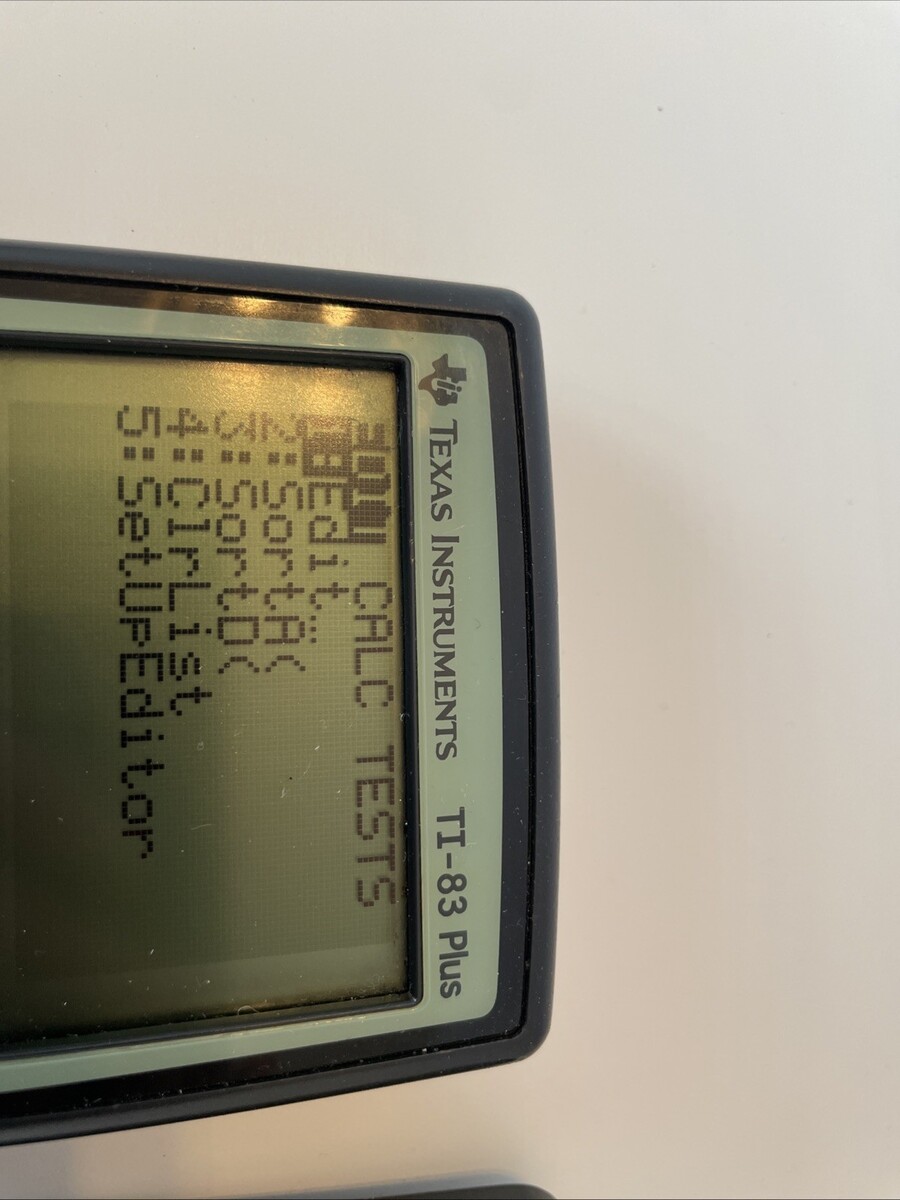 TEXAS INSTRUMENTS TI-83 Plus
EDIT CALC TESTS
1:Edit…
2:SortA(
3:SortD(
4:ClrList
5:SetUpEditor